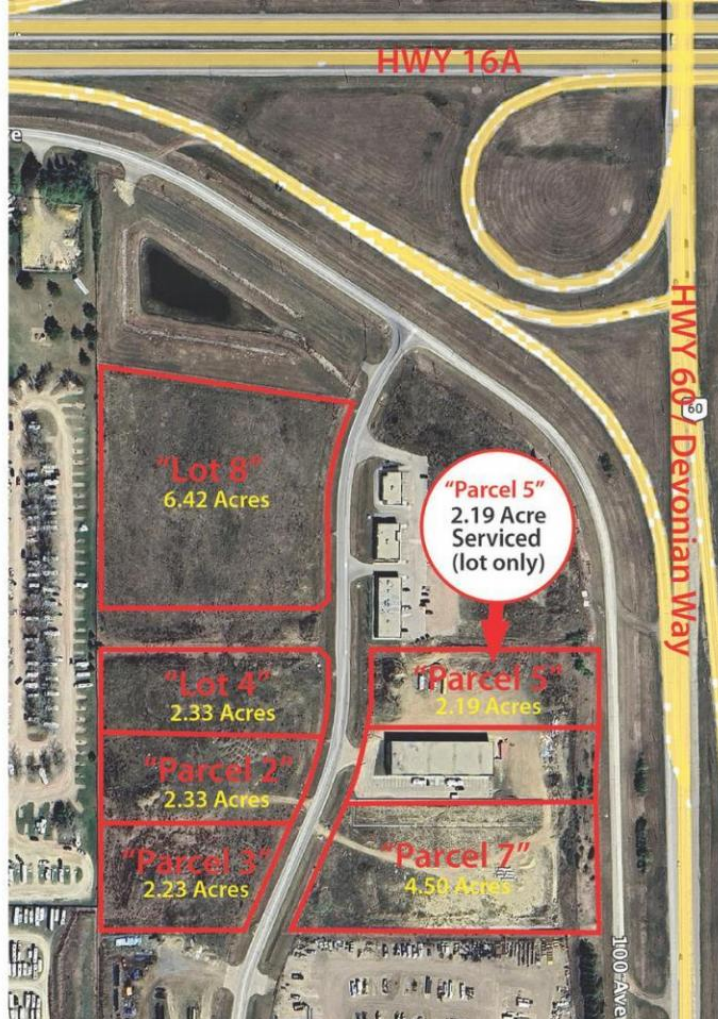 HWY 16A
e
HWY 60/ Devonian Way
60
"Lot 8"
6.42 Acres
"Parcel 5"
2.19 Acre
Serviced
(lot only)
"Lot 4"
2.33 Acres
"Parcel 5"
2.19 Acres
"Parcel 2"
2.33 Acres
"Parcel 3"
2.23 Acres
"Parcel 7"
4.50 Acres
100 Ave